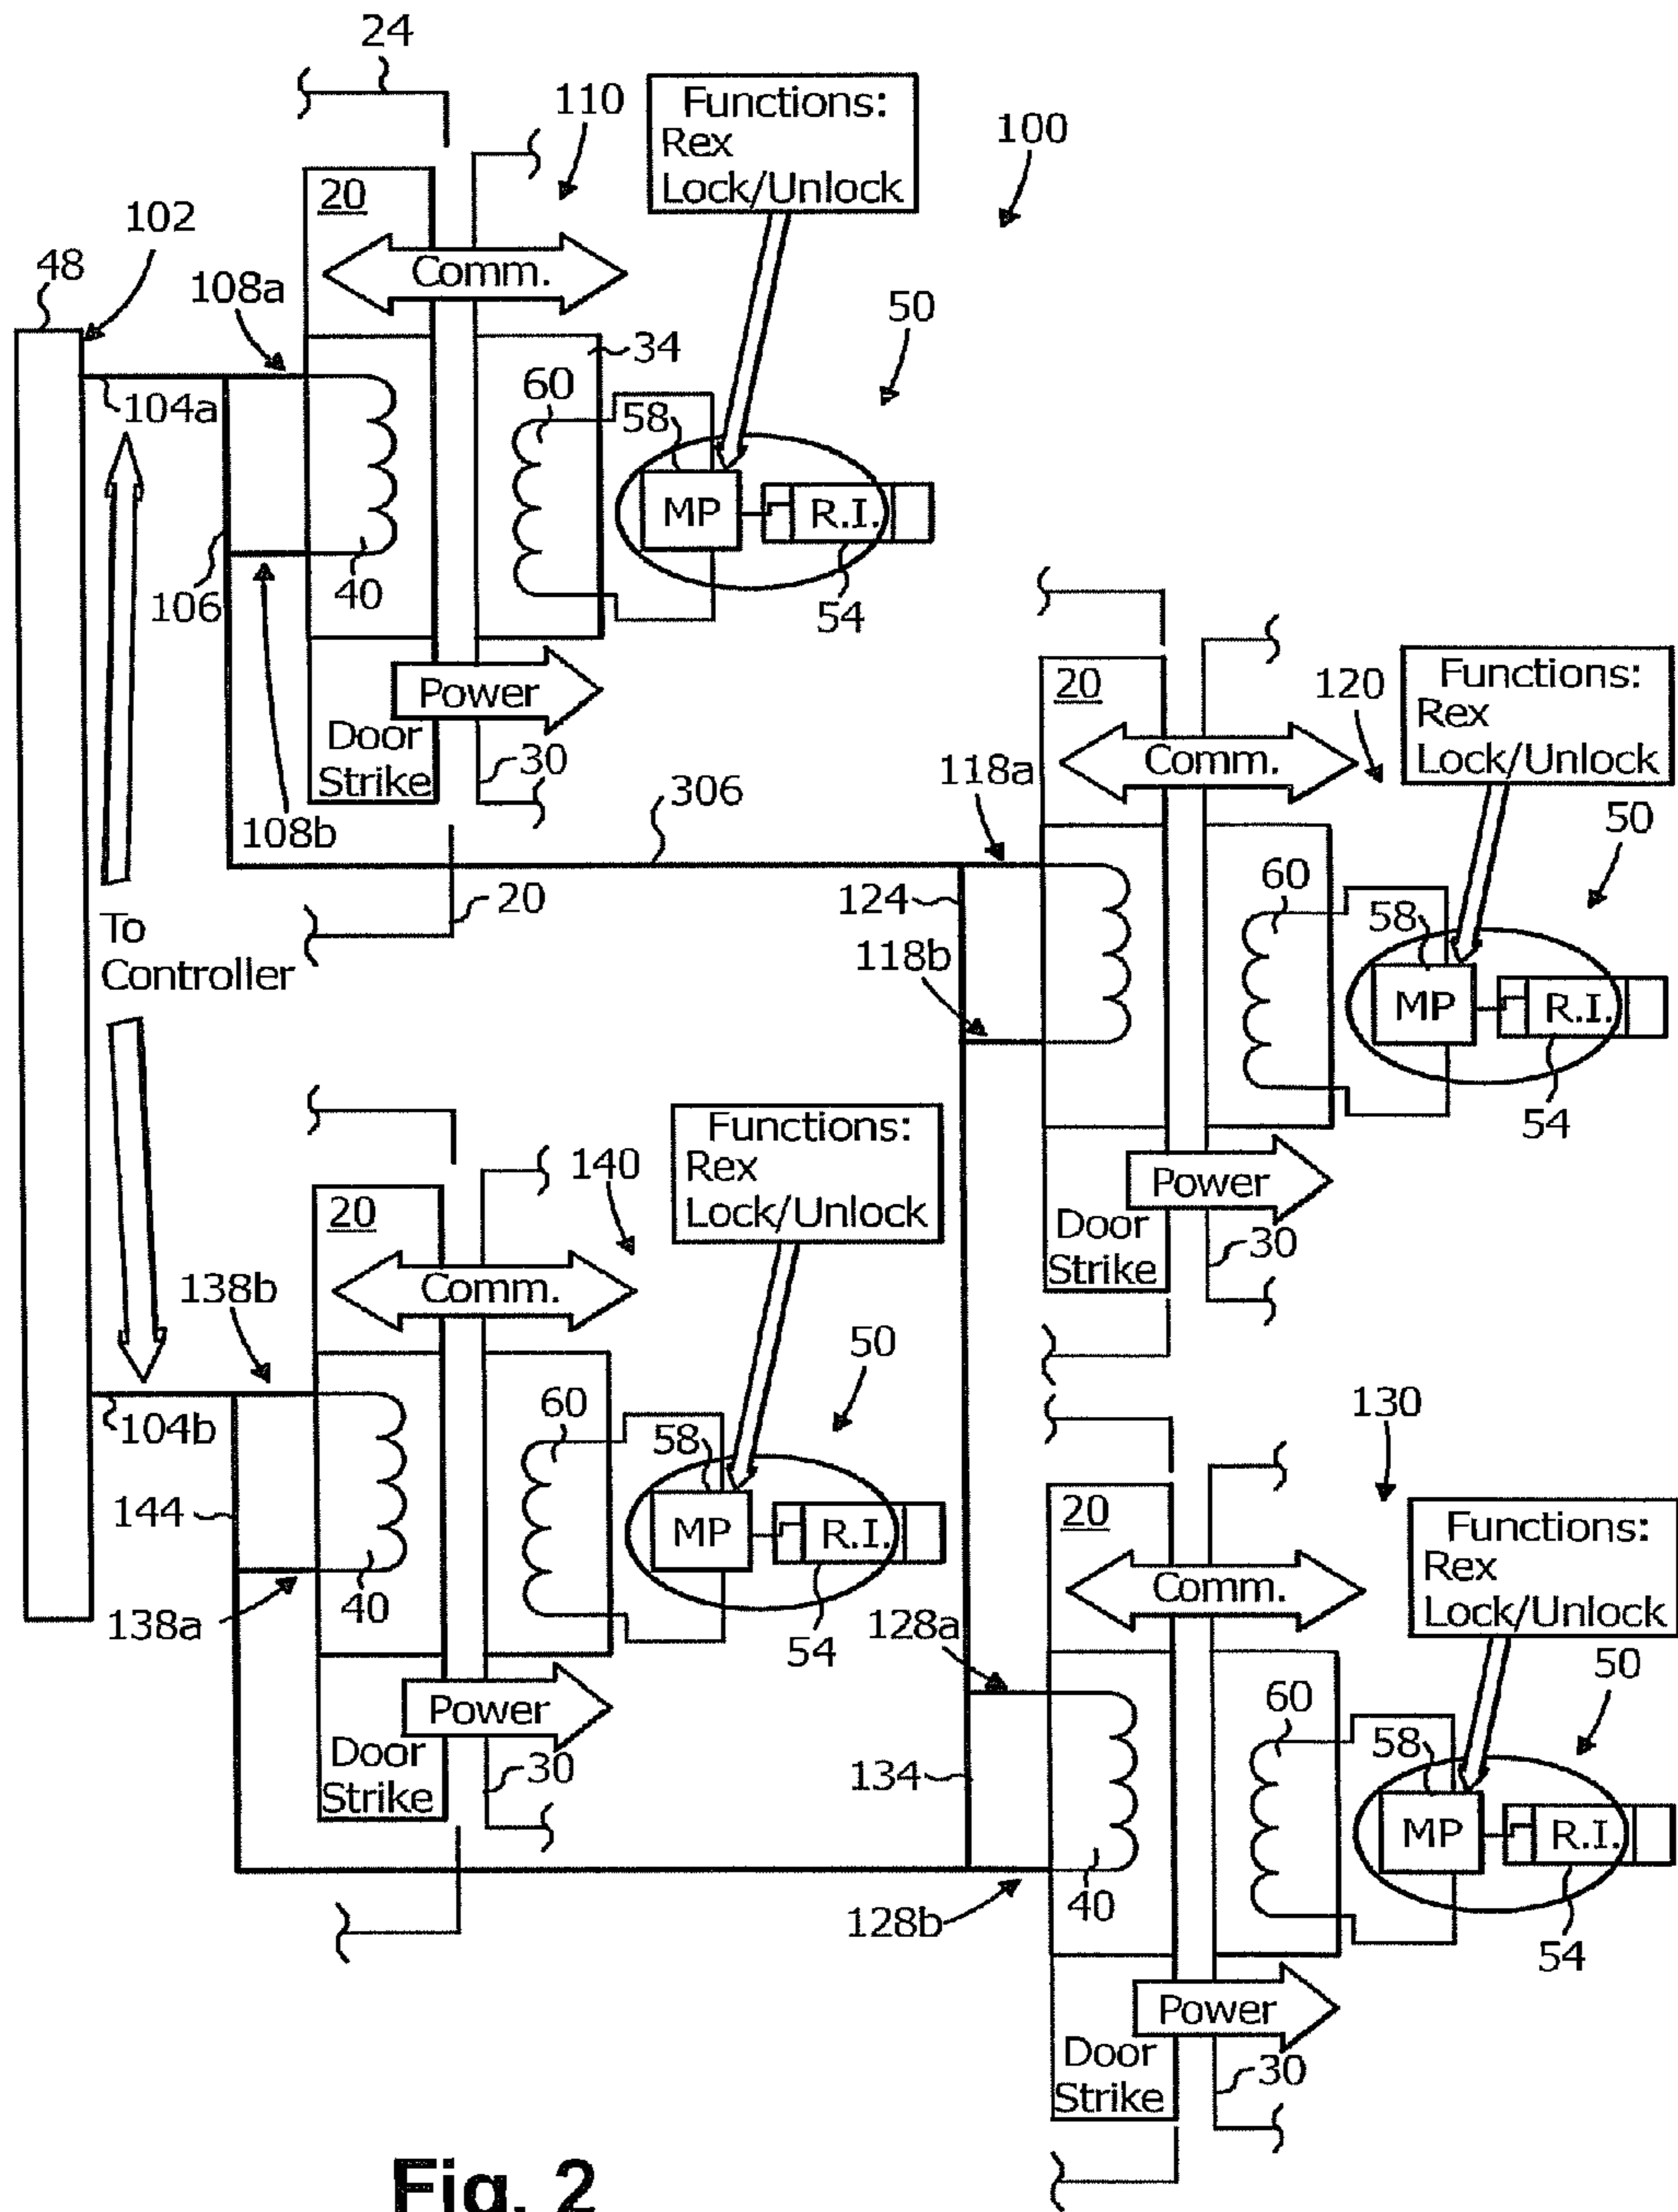 24
110
Functions:
Rex
Lock/Unlock
100
102
48
108a
20
Comm.
50
34
104a
60
58
MP
R.I.
106
40
54
Power
Door
Strike
30
108b
306
20
To
Controller
118a
20
Comm.
120
Functions:
Rex
Lock/Unlock
50
124
118b
60
58
MP
R.I.
54
Power
Door
Strike
30
140
Functions:
Rex
Lock/Unlock
138b
20
Comm.
50
104b
60
58
MP
R.I.
144
138a
40
54
Power
Door
Strike
30
130
Functions:
Rex
Lock/Unlock
20
Comm.
50
128a
60
58
MP
R.I.
134
128b
40
54
Power
Door
Strike
30
Fig. 2